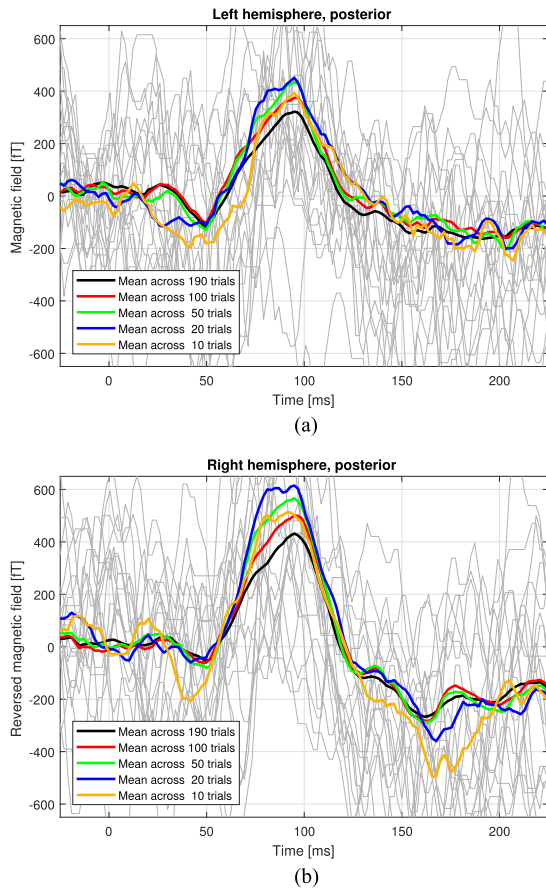 Left hemisphere, posterior
600
400
200
0
-200
-400
-600
Magnetic field [fT]
Mean across 190 trials
Mean across 100 trials
Mean across 50 trials
Mean across 20 trials
Mean across 10 trials
0 50 100 150 200
Time [ms]
(a)
Right hemisphere, posterior
600
400
200
0
-200
-400
-600
Reversed magnetic field [fT]
Mean across 190 trials
Mean across 100 trials
Mean across 50 trials
Mean across 20 trials
Mean across 10 trials
0 50 100 150 200
Time [ms]
(b)